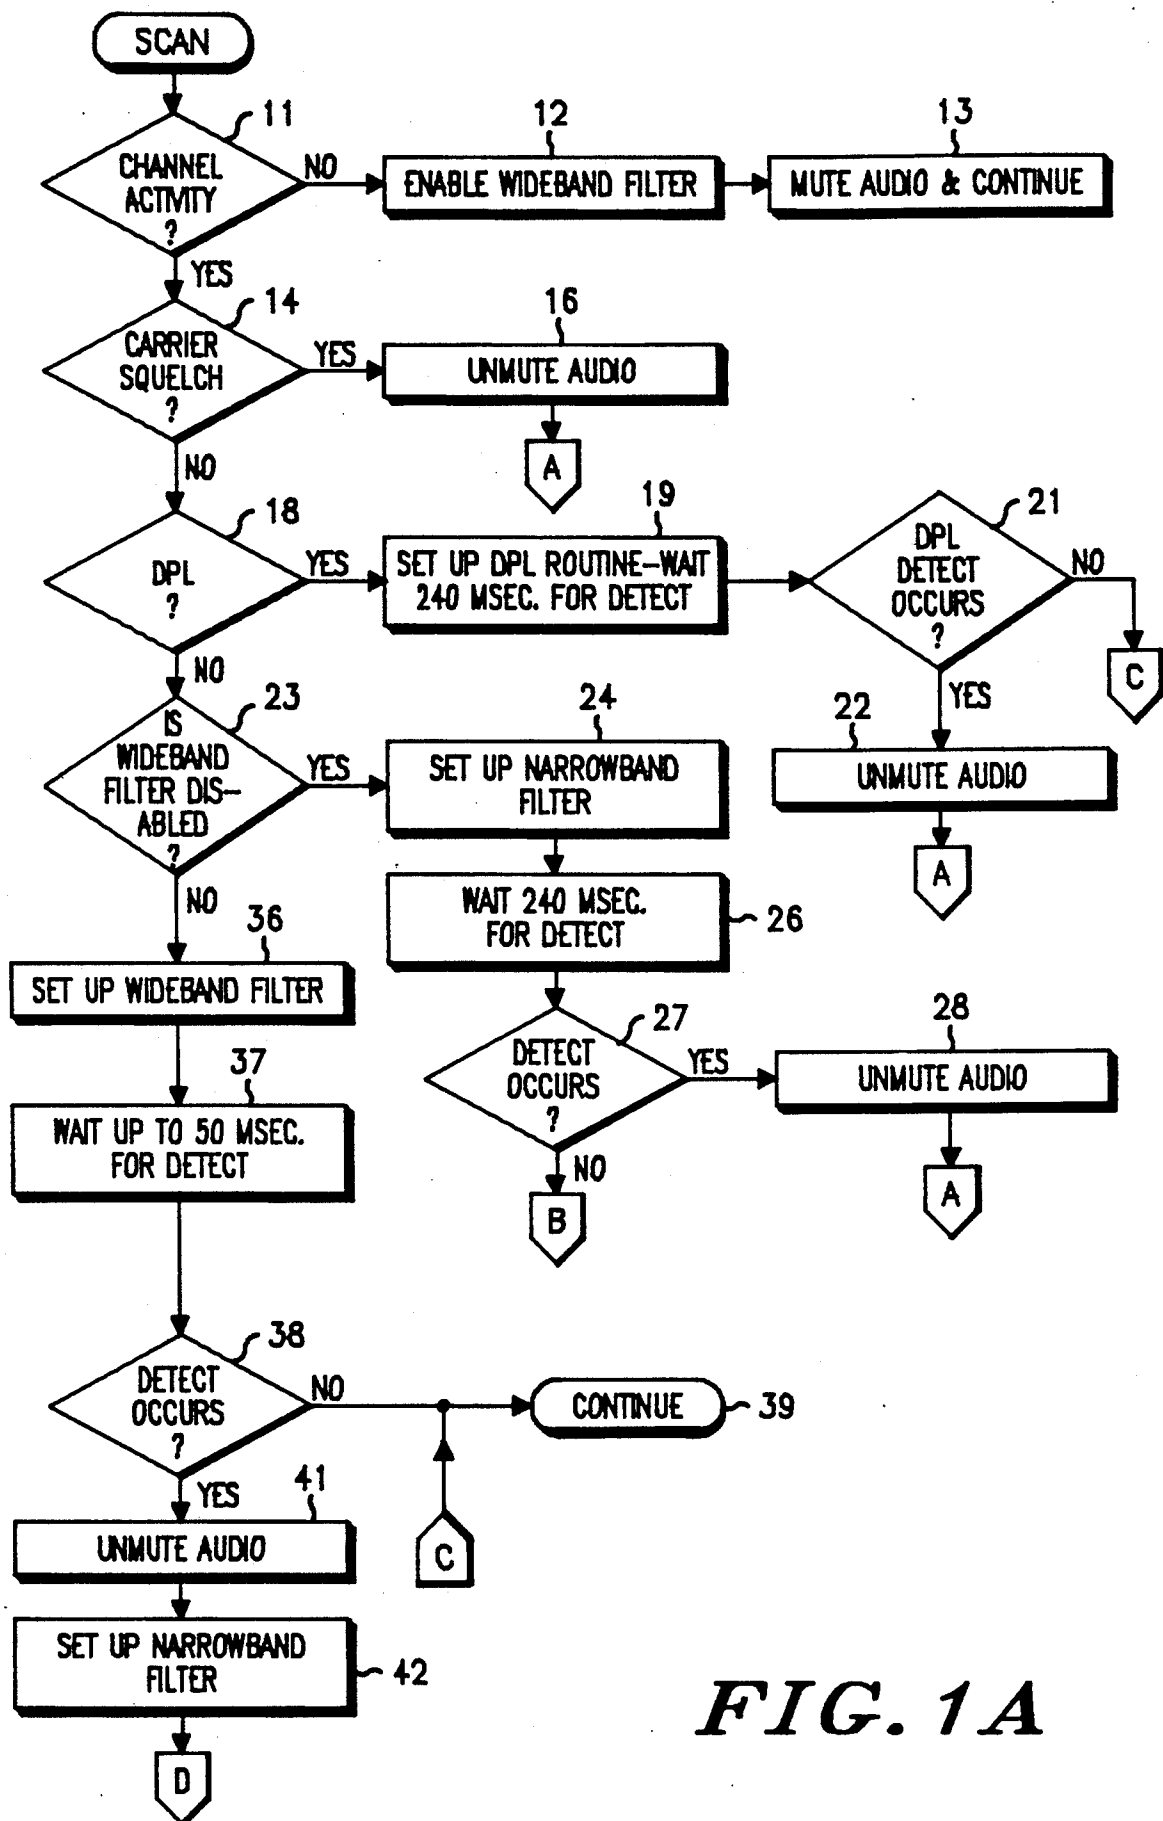 SCAN
11
CHANNEL
ACTIVITY
?
NO
12
ENABLE WIDEBAND FILTER
13
MUTE AUDIO & CONTINUE
YES
14
CARRIER
SQUELCH
?
YES
16
UNMUTE AUDIO
A
NO
18
DPL
?
YES
19
SET UP DPL ROUTINE-WAIT
240 MSEC. FOR DETECT
21
DPL
DETECT
OCCURS
?
NO
C
YES
22
UNMUTE AUDIO
A
NO
23
IS
WIDEBAND
FILTER DIS-
ABLED
?
YES
24
SET UP NARROWBAND
FILTER
WAIT 240 MSEC.
FOR DETECT
26
27
DETECT
OCCURS
?
YES
28
UNMUTE AUDIO
A
NO
B
NO
36
SET UP WIDEBAND FILTER
37
WAIT UP TO 50 MSEC.
FOR DETECT
38
DETECT
OCCURS
?
NO
CONTINUE
39
C
YES
41
UNMUTE AUDIO
SET UP NARROWBAND
FILTER
42
D
FIG. 1A